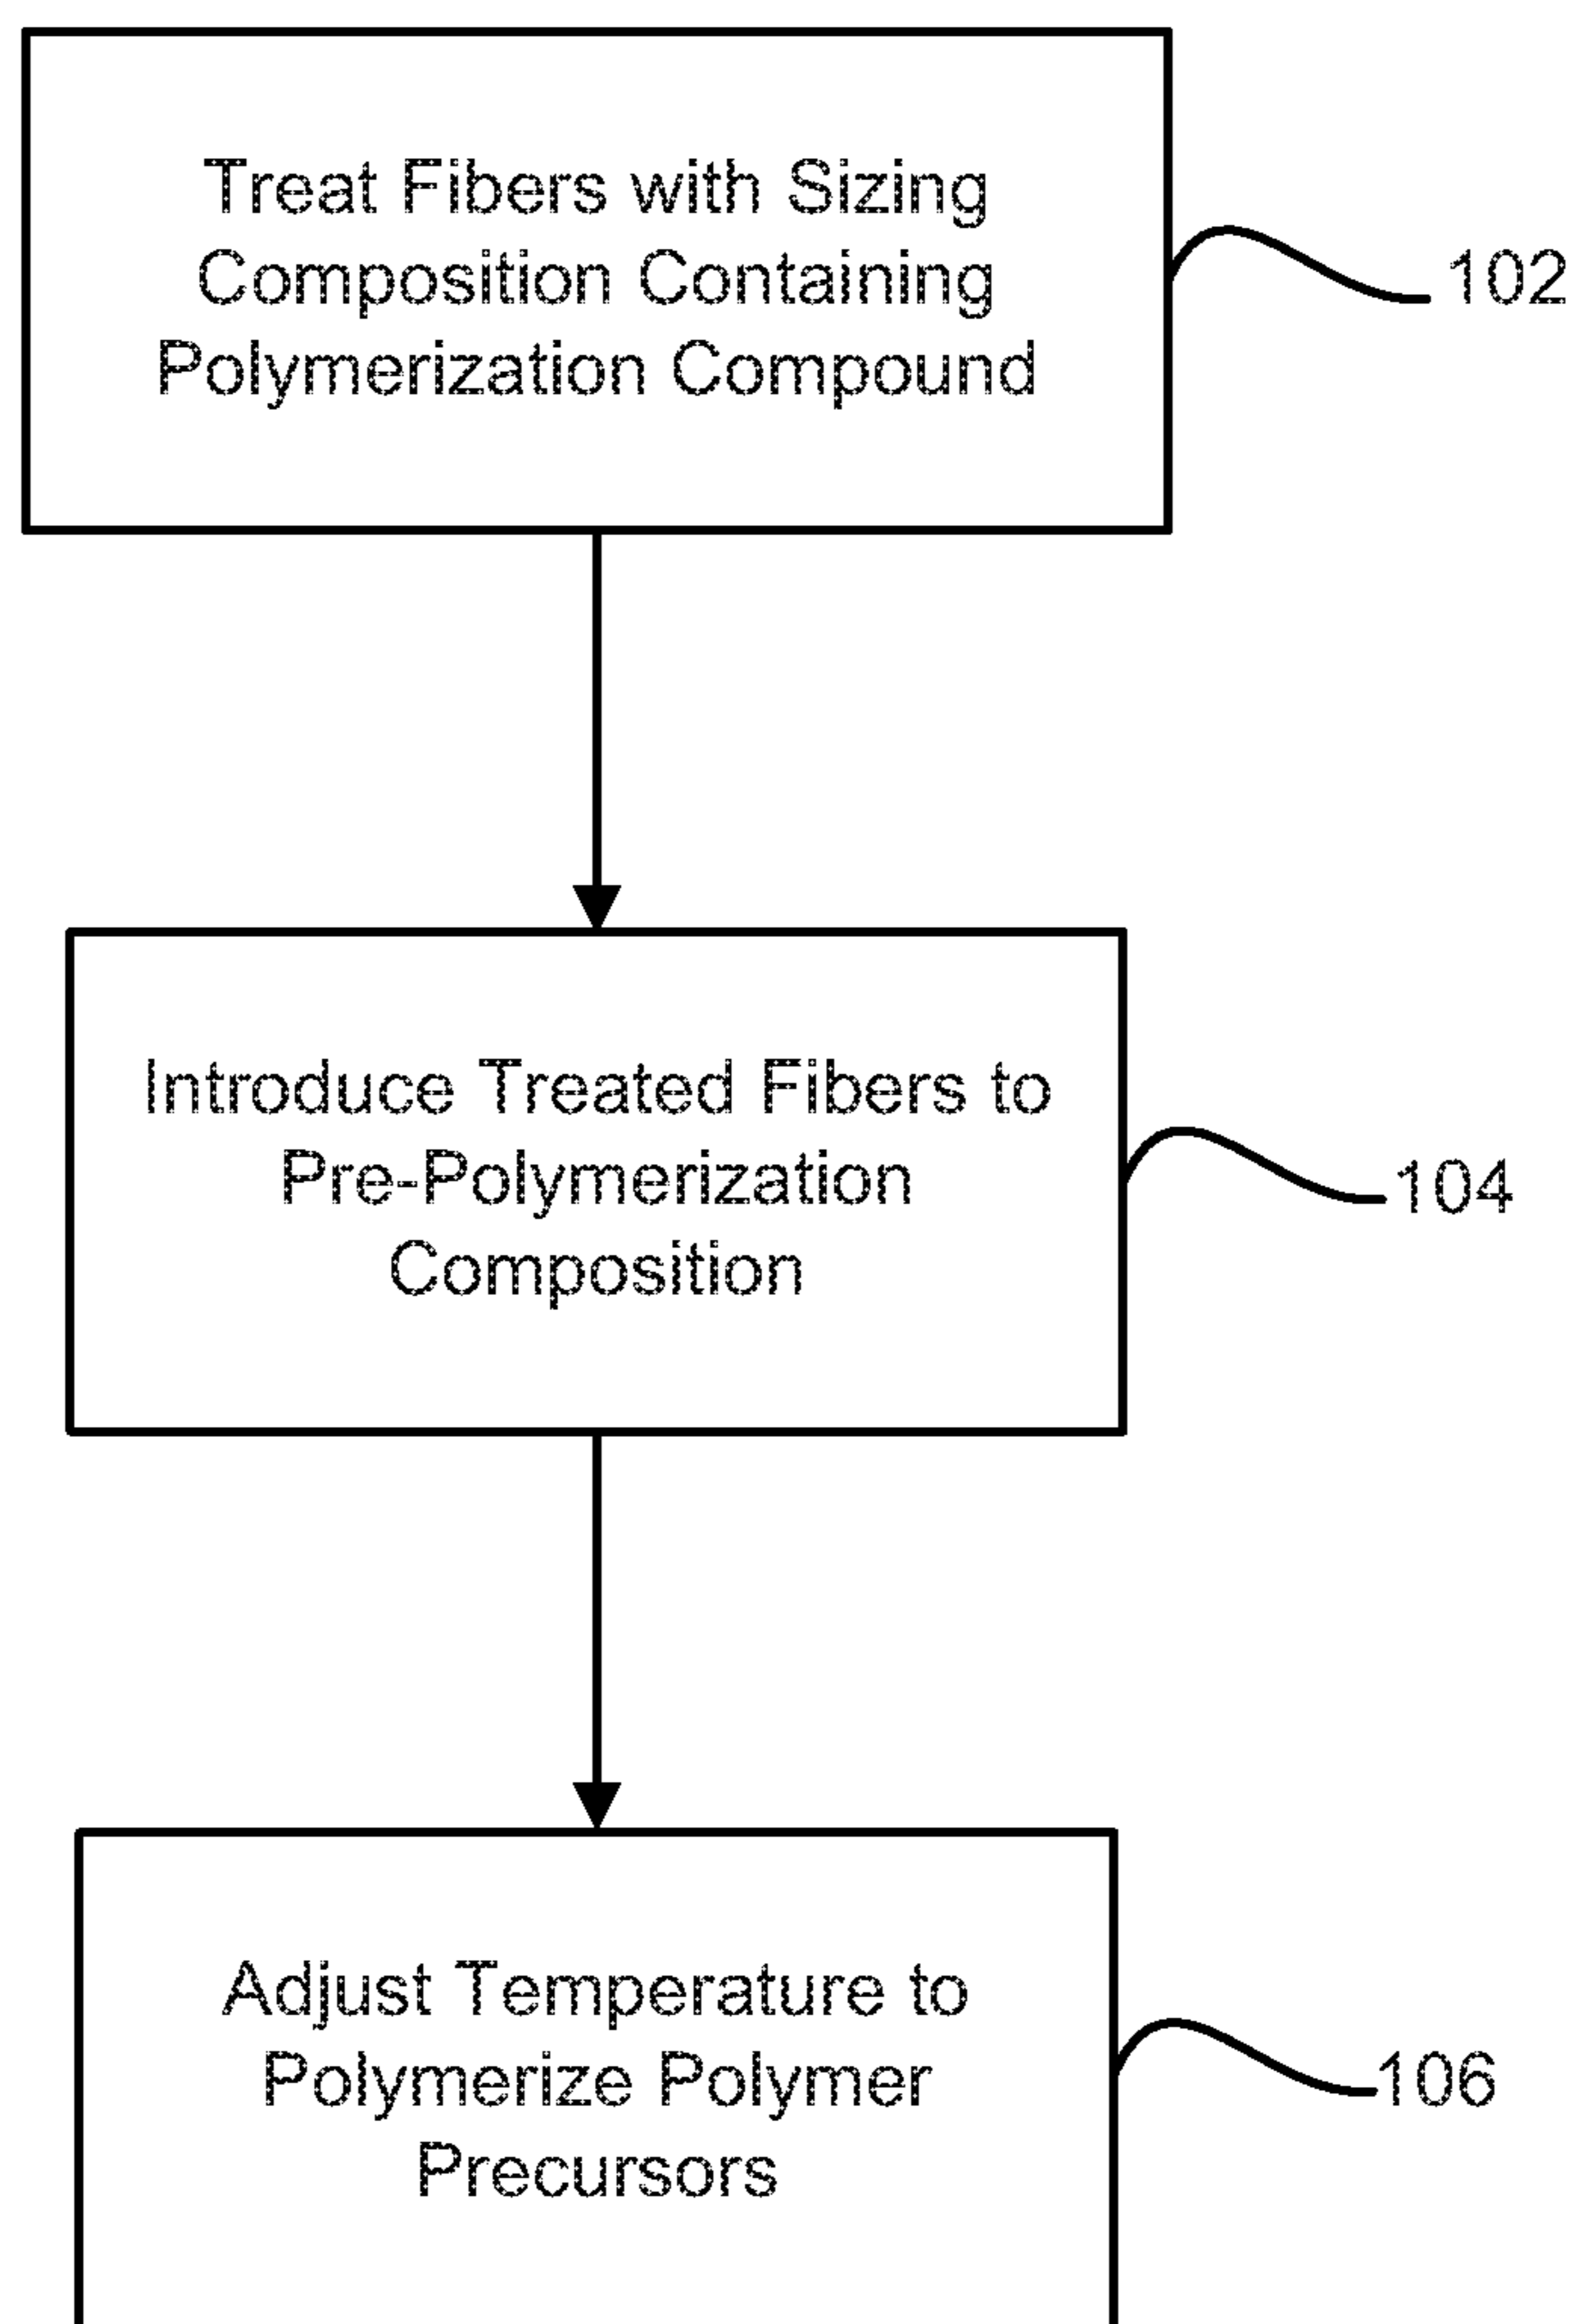 Treat Fibers with Sizing
Composition Containing
Polymerization Compound
102
Introduce Treated Fibers to
Pre-Polymerization
Composition
104
Adjust Temperature to
Polymerize Polymer
Precursors
106